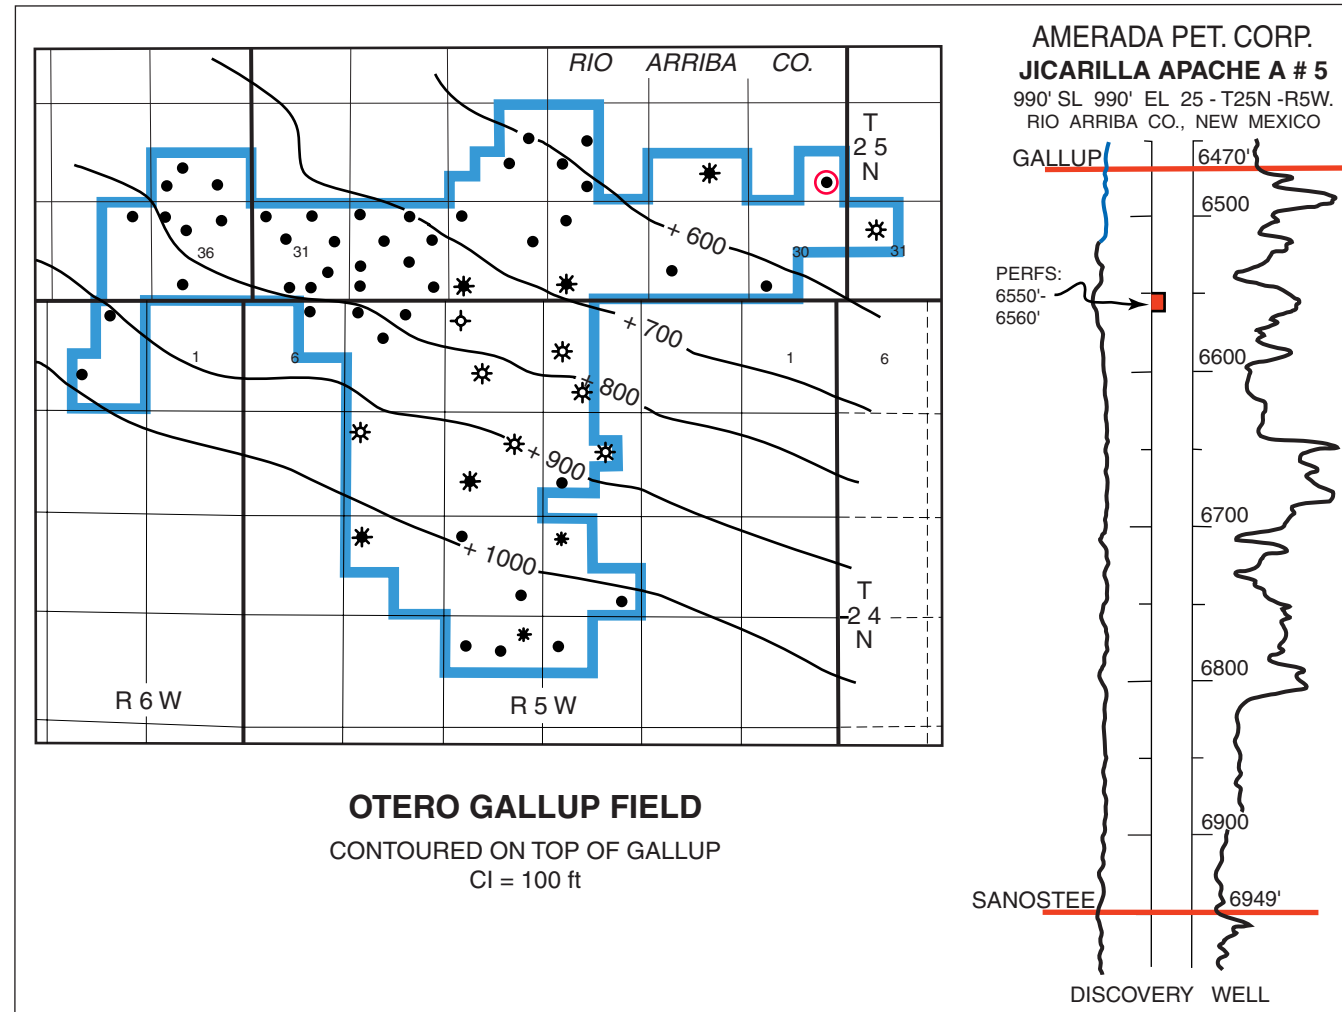 RIO ARRIBA CO.
T
25
N
36
31
30
31
+ 600
+ 700
1
6
1
6
+ 800
+ 900
+ 1000
T
24
N
R 6 W
R 5 W
OTERO GALLUP FIELD
CONTOURED ON TOP OF GALLUP
CI = 100 ft
AMERADA PET. CORP.
JICARILLA APACHE A # 5
990' SL 990' EL 25 - T25N -R5W.
RIO ARRIBA CO., NEW MEXICO
GALLUP
6470'
6500
PERFS:
6550'-
6560'
6600
6700
6800
6900
SANOSTEE
6949'
DISCOVERY WELL